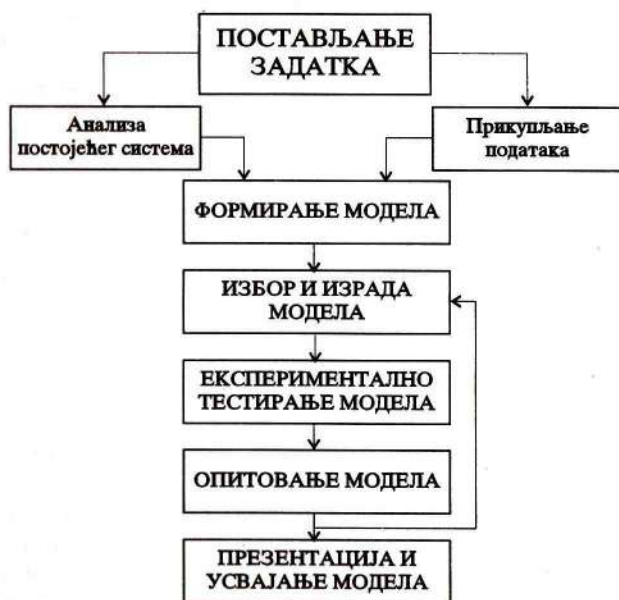 ПОСТАВЉАЊЕ
ЗАДАТКА
Анализа
постојећег система
Прикупљање
података
ФОРМИРАЊЕ МОДЕЛА
ИЗБОР И ИЗРАДА
МОДЕЛА
ЕКСПЕРИМЕНТАЛНО
ТЕСТИРАЊЕ МОДЕЛА
ОПИТОВАЊЕ МОДЕЛА
ПРЕЗЕНТАЦИЈА И
УСВАЈАЊЕ МОДЕЛА